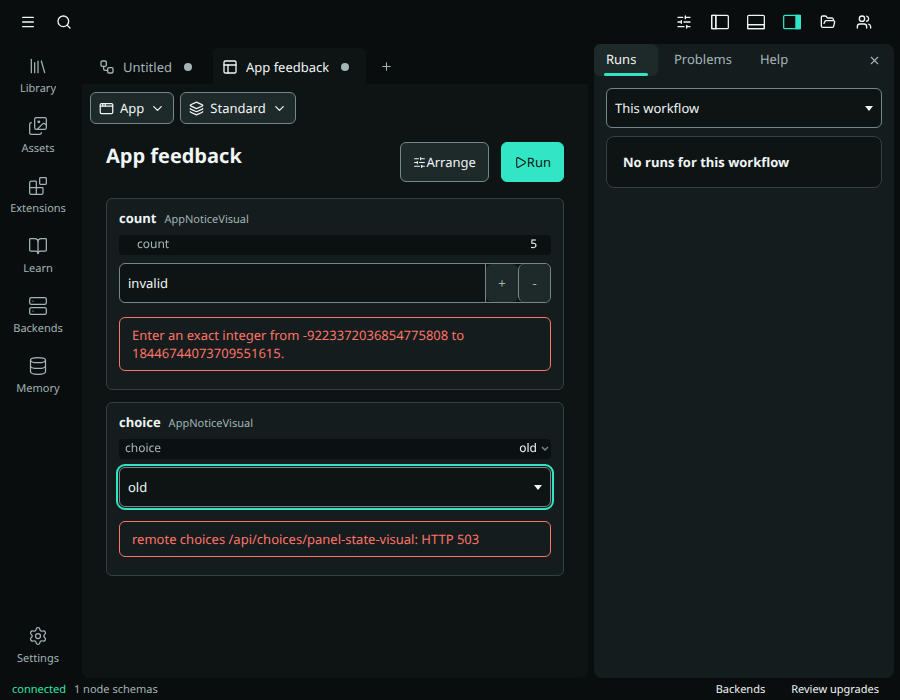 Library
Assets
Extensions
Learn
Backends
Memory
Settings
Untitled
App feedback
App
Standard
App feedback
Arrange
Run
count AppNoticeVisual
count 5
invalid + -
Enter an exact integer from -9223372036854775808 to
18446744073709551615.
choice AppNoticeVisual
choice old
old
remote choices /api/choices/panel-state-visual: HTTP 503
Runs Problems Help
This workflow
No runs for this workflow
connected 1 node schemas
Backends Review upgrades